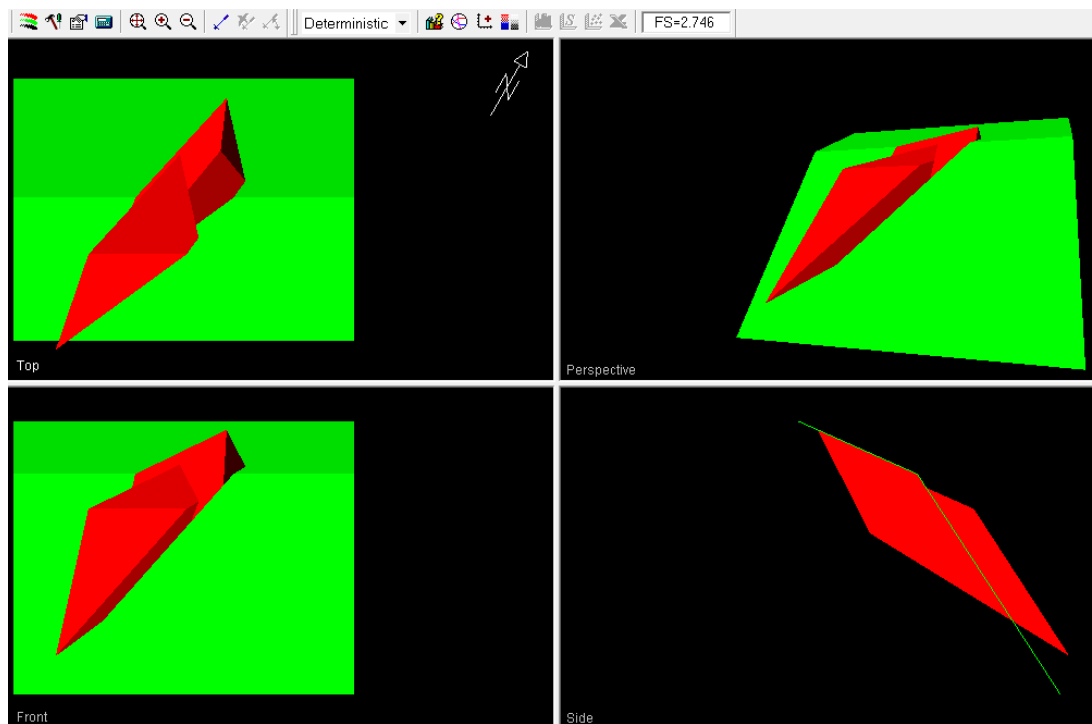 Deterministic FS=2.746
N
Top
Perspective
Front
Side